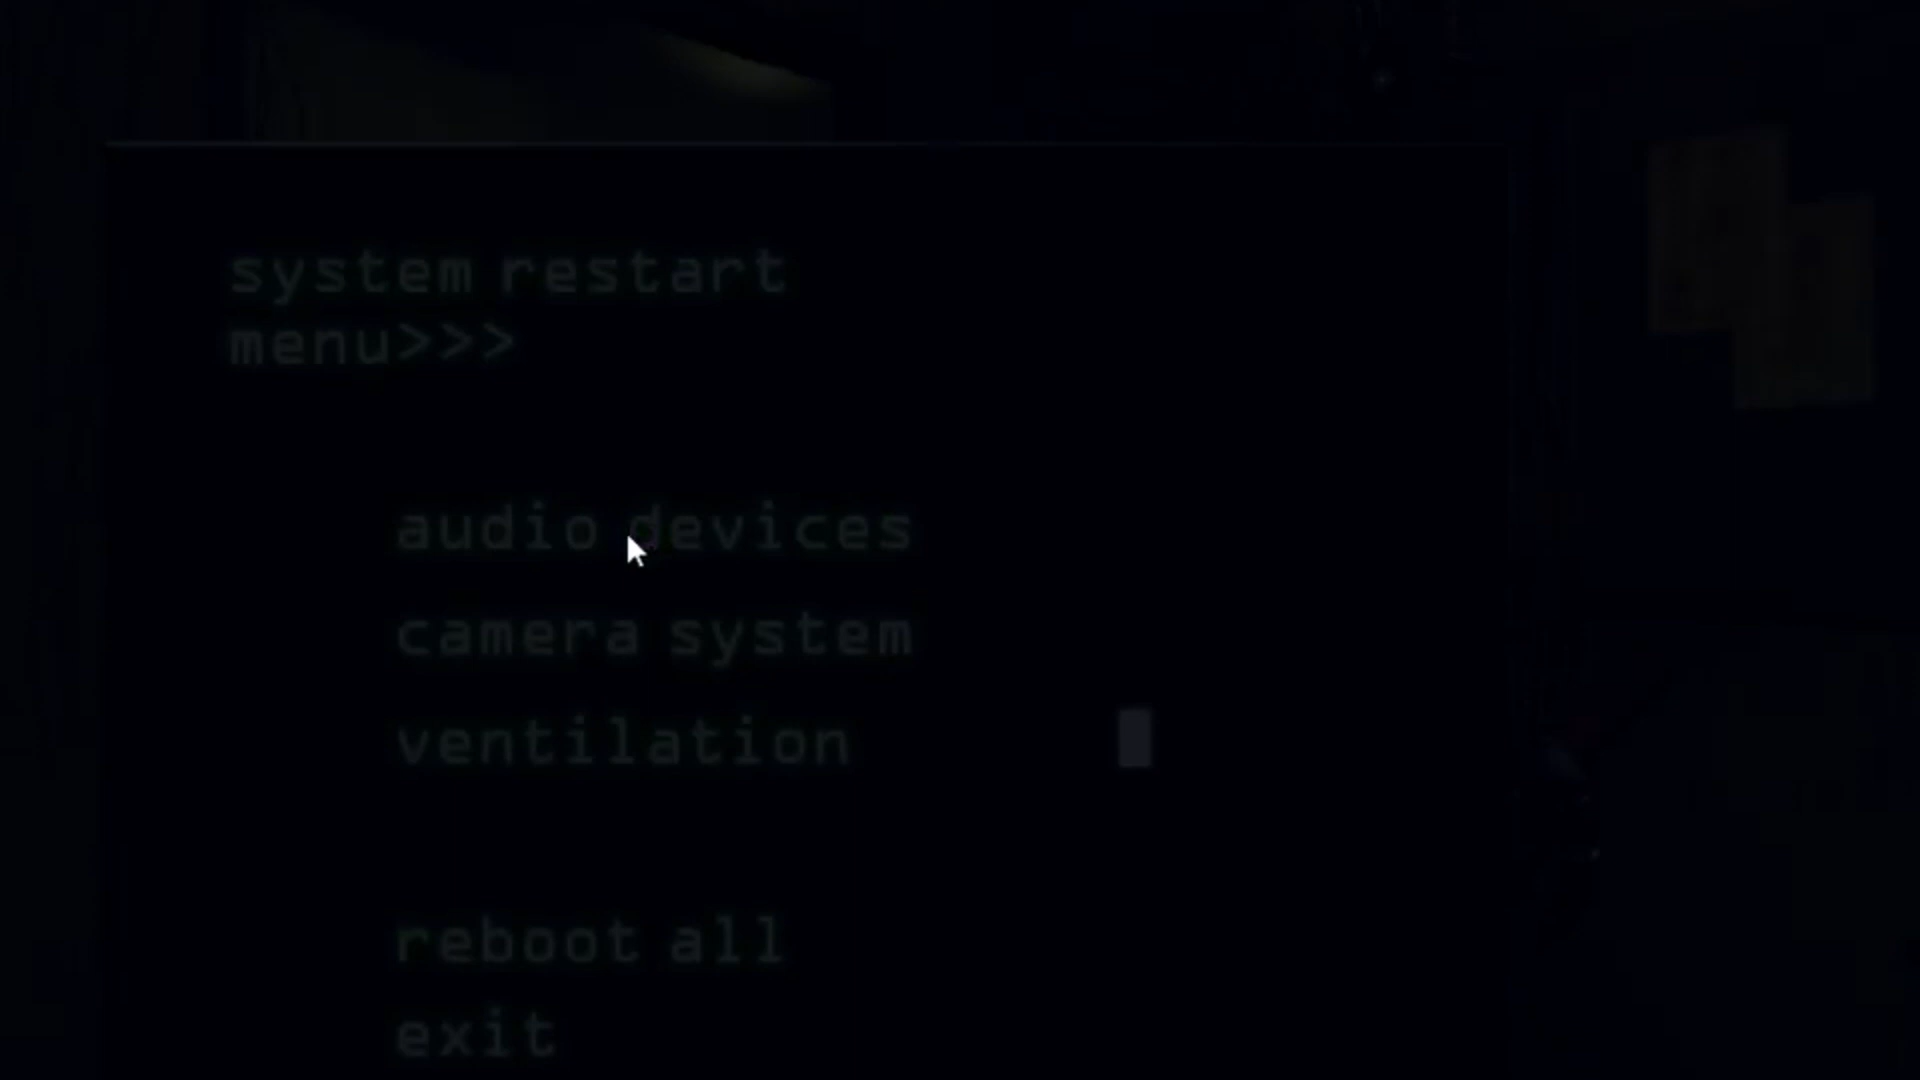 system restart
menu>>>
audio devices
camera system
ventilation
reboot all
exit